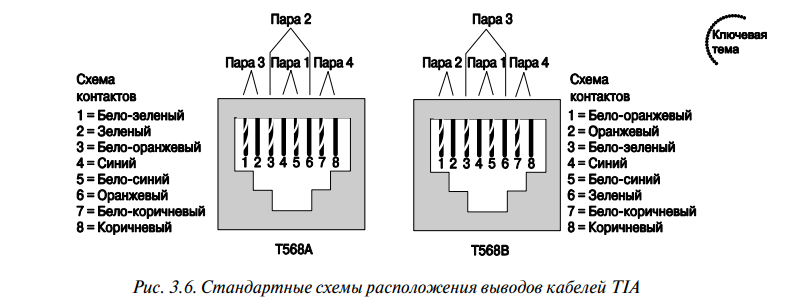 Пара 2
Пара 3 Пара 1 Пара 4
Схема
контактов
1 = Бело-зеленый
2 = Зеленый
3 = Бело-оранжевый
4 = Синий
5 = Бело-синий
6 = Оранжевый
7 = Бело-коричневый
8 = Коричневый
1 2 3 4 5 6 7 8
T568A
Пара 3
Пара 2 Пара 1 Пара 4
1 2 3 4 5 6 7 8
T568B
Схема
контактов
1 = Бело-оранжевый
2 = Оранжевый
3 = Бело-зеленый
4 = Синий
5 = Бело-синий
6 = Зеленый
7 = Бело-коричневый
8 = Коричневый
Ключевая
тема
Рис. 3.6. Стандартные схемы расположения выводов кабелей TIA